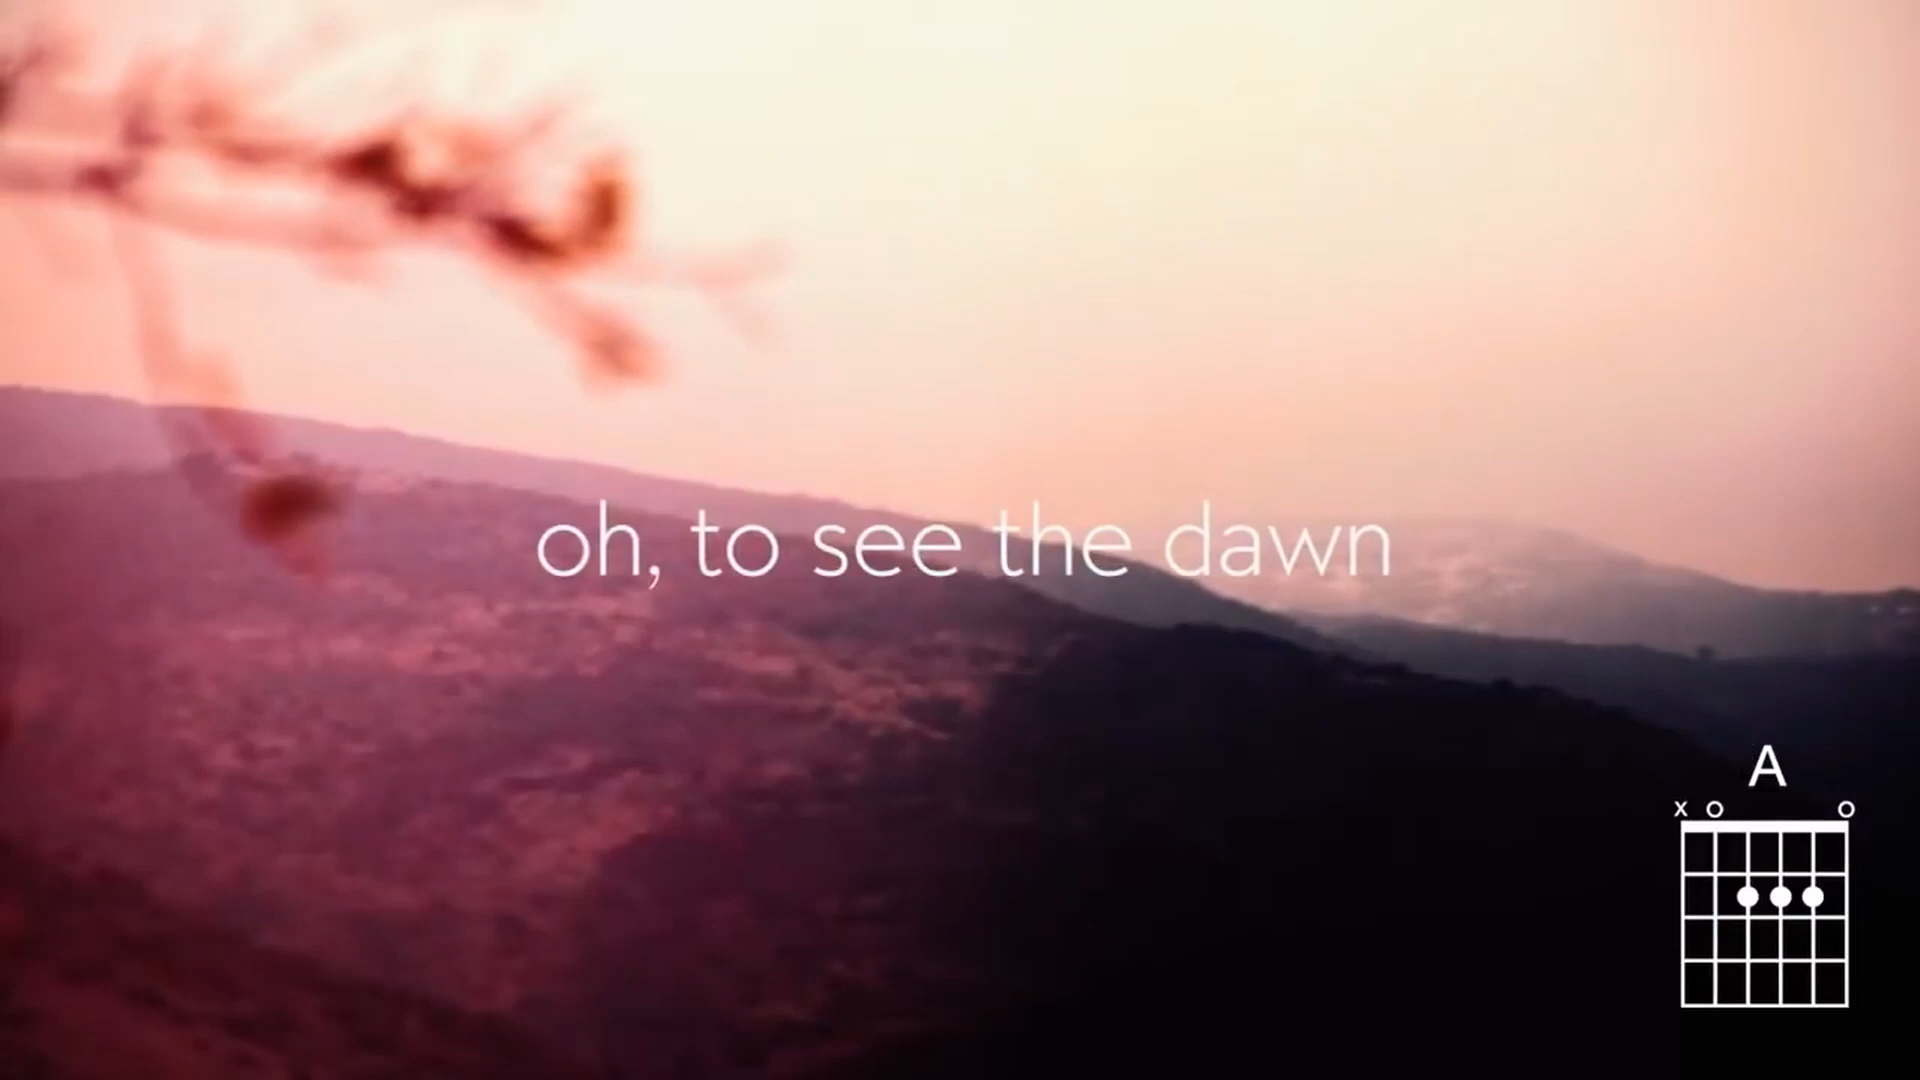 oh, to see the dawn
A
x o o